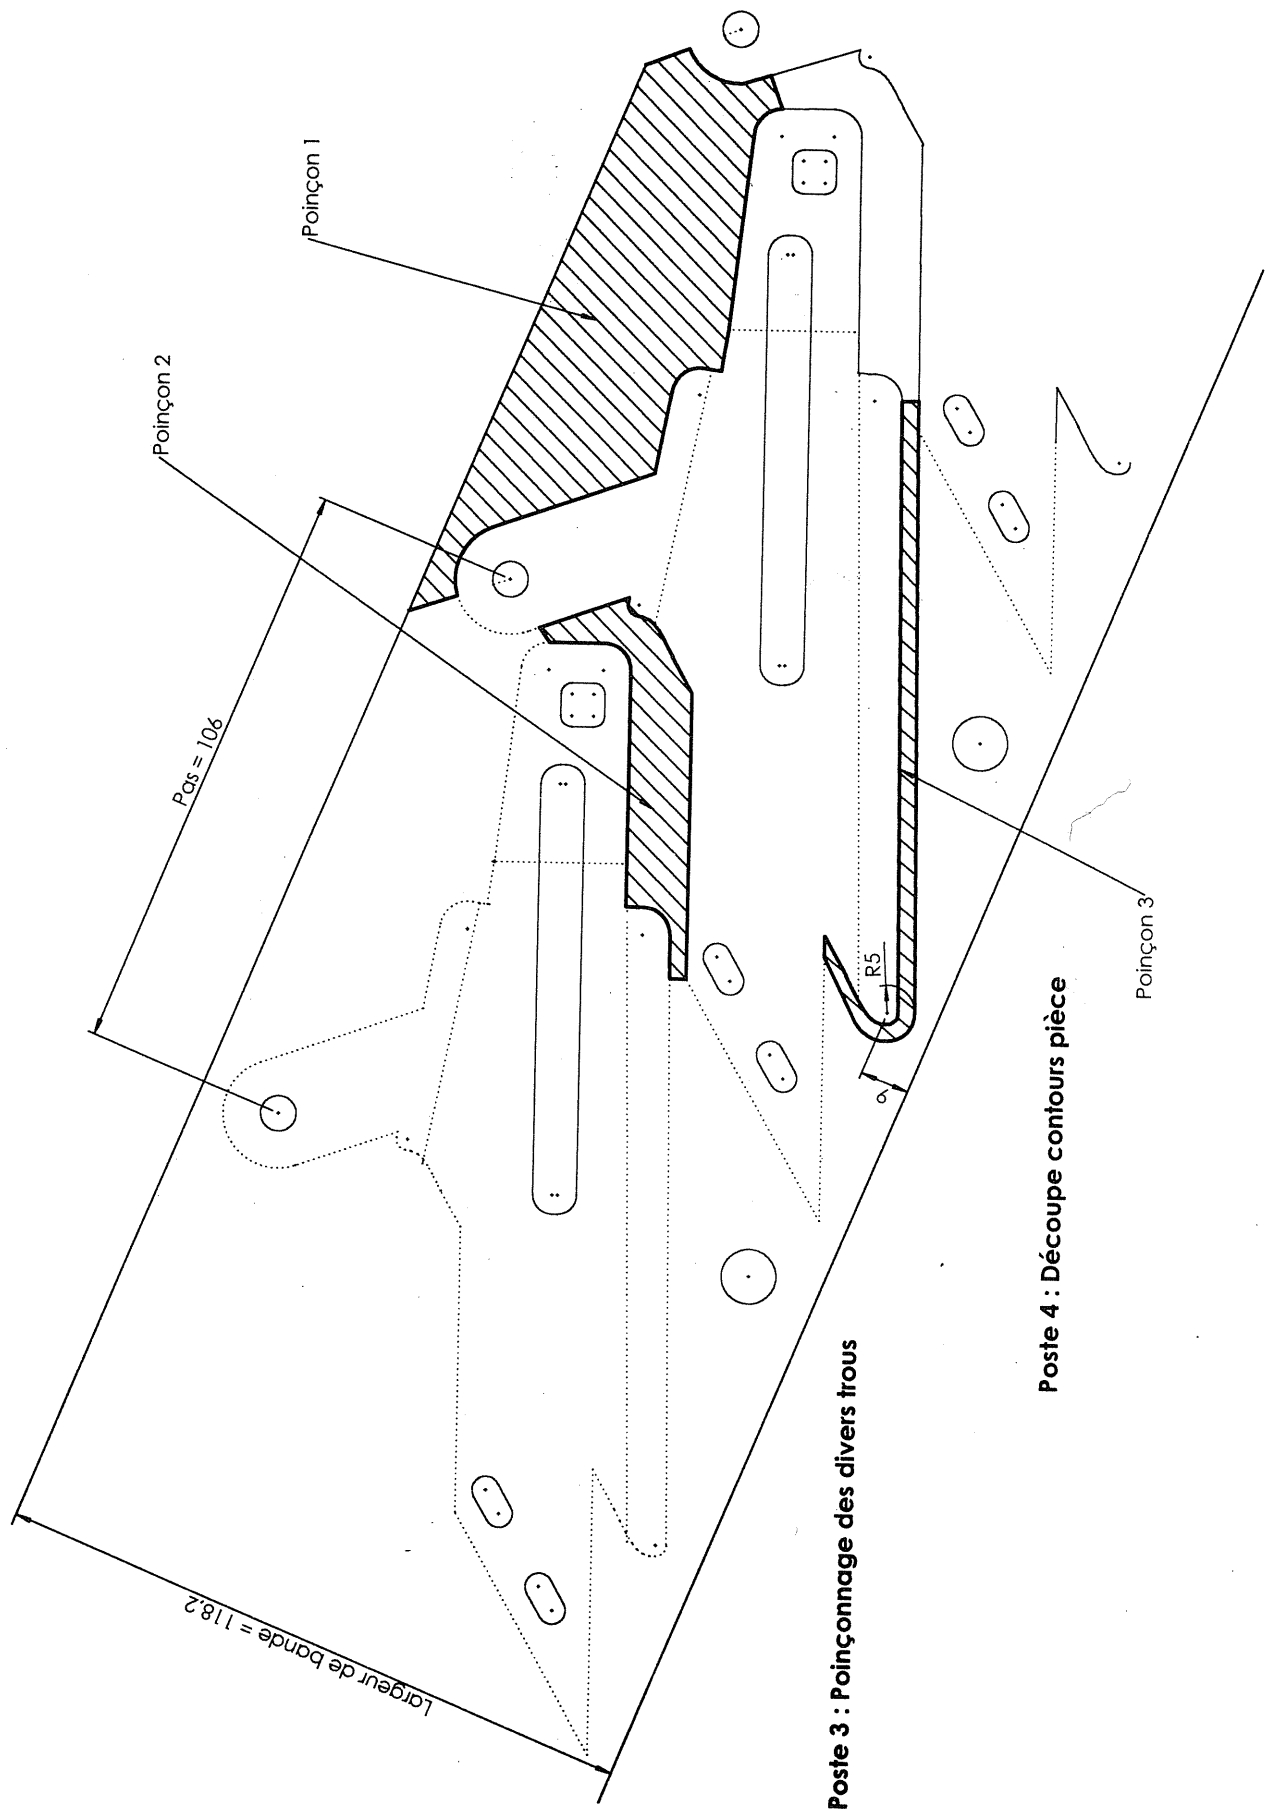 Poinçon 1
Poinçon 2
Pas = 106
Largeur de bande = 118,2
R5
Poinçon 3
Poste 3 : Poinçonnage des divers trous
Poste 4 : Découpe contours pièce